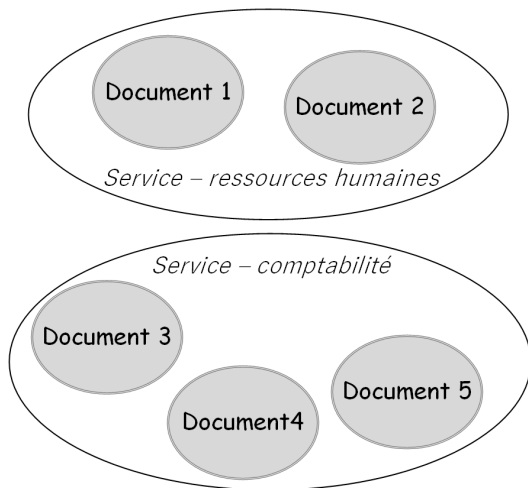 Document 1
Document 2
Service – ressources humaines
Service – comptabilité
Document 3
Document4
Document 5